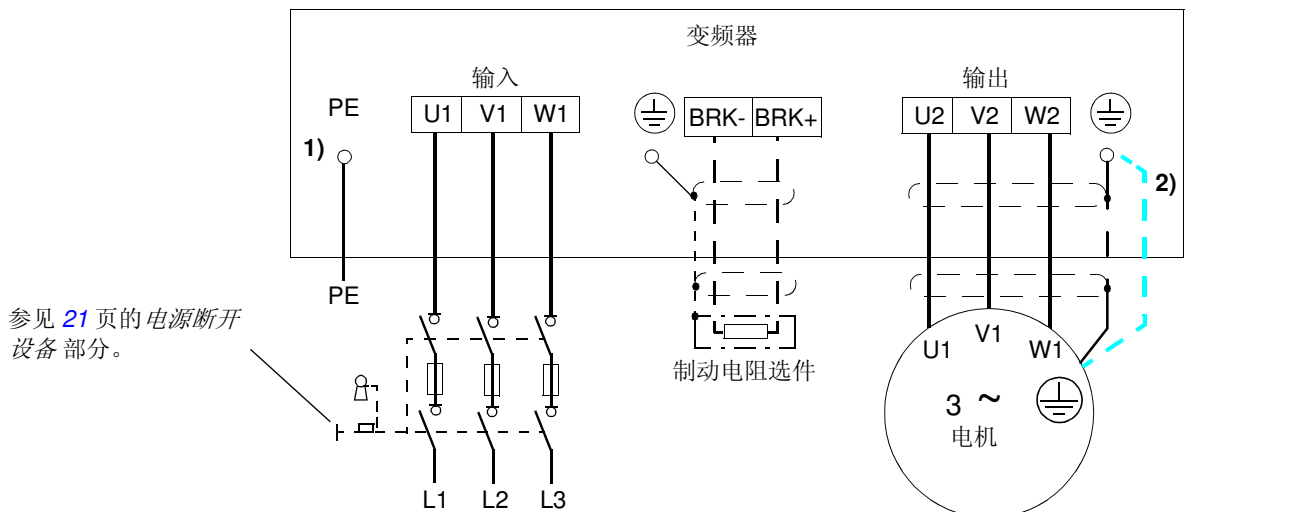 变频器
输入
输出
PE
U1 V1 W1
BRK- BRK+
U2 V2 W2
1)
2)
PE
参见 21 页的电源断开
设备 部分。
制动电阻选件
U1 V1 W1
3 ~
电机
L1 L2 L3